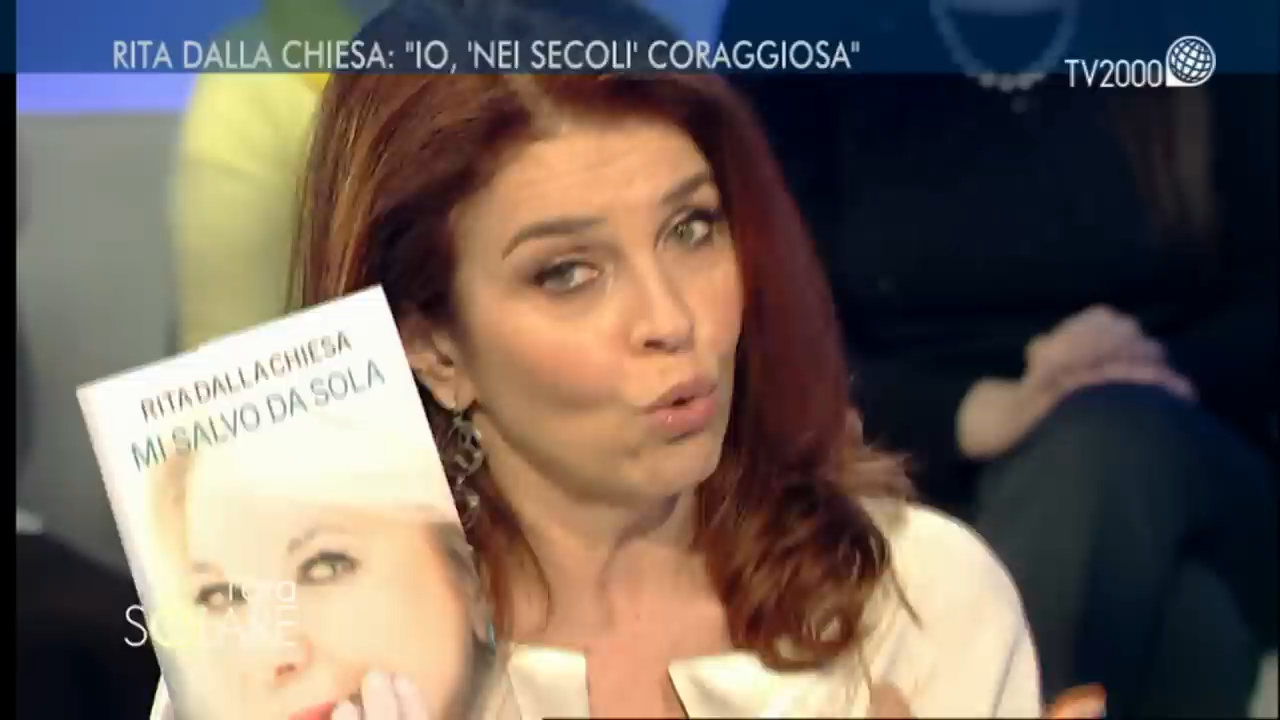 RITA DALLA CHIESA: "IO, 'NEI SECOLI' CORAGGIOSA"
TV2000
RITA DALLA CHIESA
MI SALVO DA SOLA